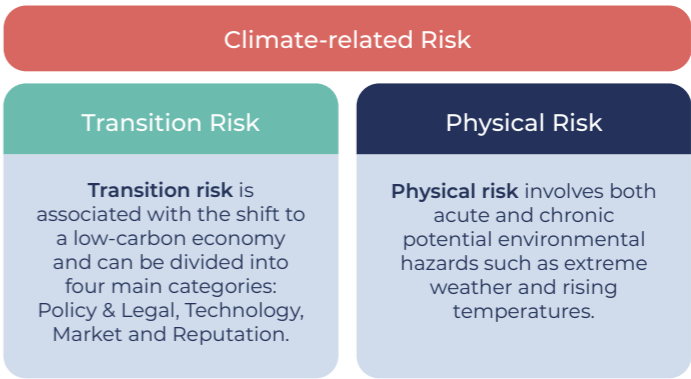 Climate-related Risk
Transition Risk
Transition risk is
associated with the shift to
a low-carbon economy
and can be divided into
four main categories:
Policy & Legal, Technology,
Market and Reputation.
Physical Risk
Physical risk involves both
acute and chronic
potential environmental
hazards such as extreme
weather and rising
temperatures.